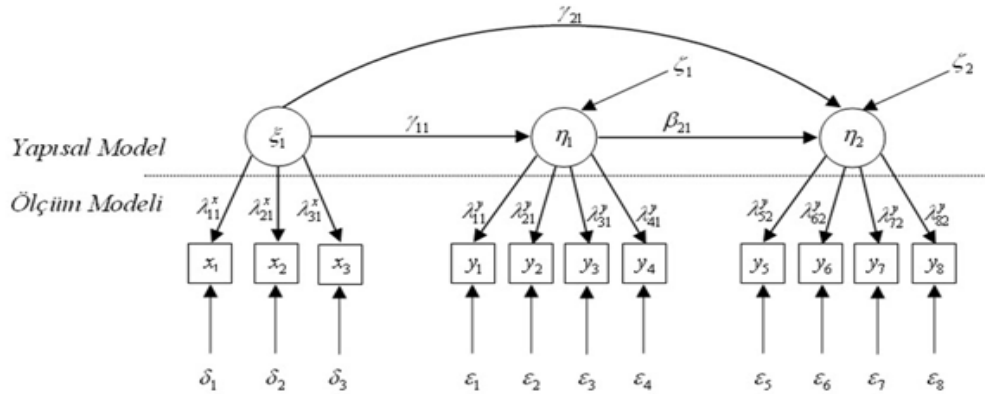 γ₂₁
ζ₁ ζ₂
ξ₁ γ₁₁ η₁ β₂₁ η₂
Yapısal Model
Ölçüm Modeli
λ₁₁ˣ λ₂₁ˣ λ₃₁ˣ λ₁₁ʸ λ₂₁ʸ λ₃₁ʸ λ₄₁ʸ λ₅₂ʸ λ₆₂ʸ λ₇₂ʸ λ₈₂ʸ
x₁ x₂ x₃ y₁ y₂ y₃ y₄ y₅ y₆ y₇ y₈
δ₁ δ₂ δ₃ ε₁ ε₂ ε₃ ε₄ ε₅ ε₆ ε₇ ε₈